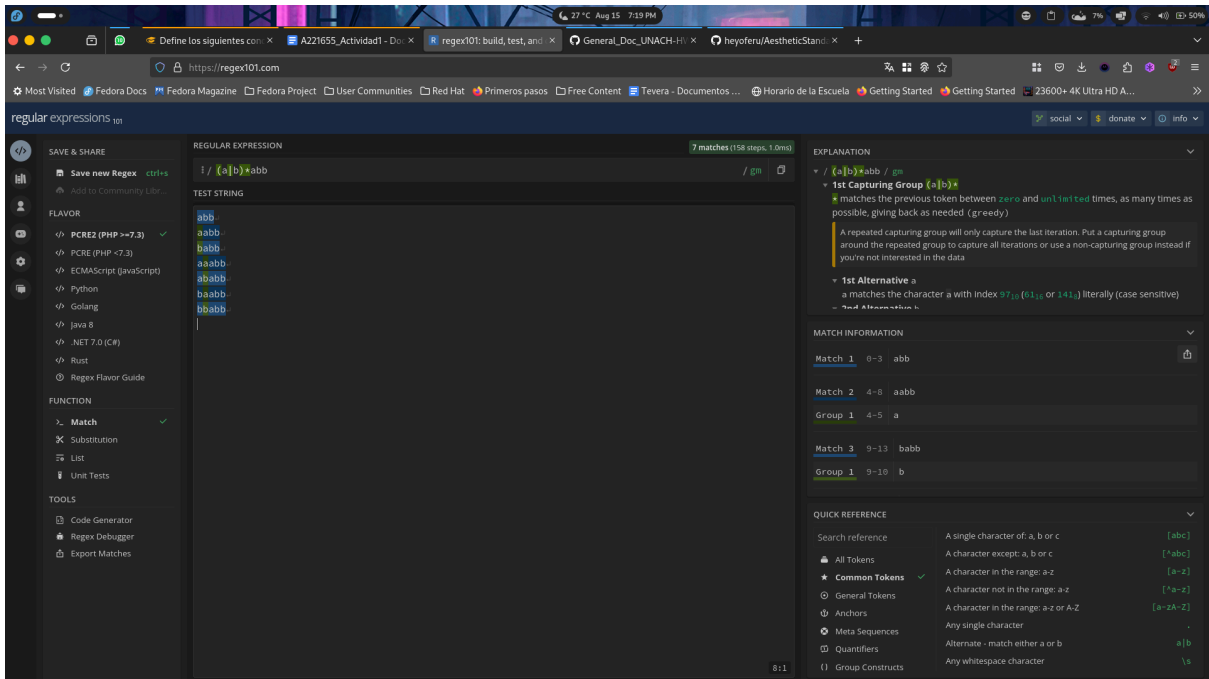 27 °C Aug 15 7:19 PM
7%
50%
Define los siguientes con
A221655_Actividad1 - Doc
regex101: build, test, and
General_Doc_UNACH-HV
heyoferu/AestheticStanda
https://regex101.com
Most Visited Fedora Docs Fedora Magazine Fedora Project User Communities Red Hat Primeros pasos Free Content Tevera - Documentos ... Horario de la Escuela Getting Started Getting Started 23600+ 4K Ultra HD A...
regular expressions 101
social donate info
SAVE & SHARE
Save new Regex ctrl+s
Add to Community Libr...
FLAVOR
PCRE2 (PHP >=7.3)
PCRE (PHP <7.3)
ECMAScript (JavaScript)
Python
Golang
Java 8
.NET 7.0 (C#)
Rust
Regex Flavor Guide
FUNCTION
Match
Substitution
List
Unit Tests
TOOLS
Code Generator
Regex Debugger
Export Matches
REGULAR EXPRESSION
7 matches (158 steps, 1.0ms)
/ (a|b)*abb / gm
TEST STRING
abb
aabb
babb
aaabb
ababb
baabb
bbabb
8:1
EXPLANATION
/ (a|b)*abb / gm
1st Capturing Group (a|b)*
* matches the previous token between zero and unlimited times, as many times as
possible, giving back as needed (greedy)
A repeated capturing group will only capture the last iteration. Put a capturing group
around the repeated group to capture all iterations or use a non-capturing group instead if
you're not interested in the data
1st Alternative a
a matches the character a with index 97₁₀ (61₁₆ or 141₈) literally (case sensitive)
2nd Alternative b
MATCH INFORMATION
Match 1 0-3 abb
Match 2 4-8 aabb
Group 1 4-5 a
Match 3 9-13 babb
Group 1 9-10 b
QUICK REFERENCE
Search reference
All Tokens
Common Tokens
General Tokens
Anchors
Meta Sequences
Quantifiers
Group Constructs
A single character of: a, b or c [abc]
A character except: a, b or c [^abc]
A character in the range: a-z [a-z]
A character not in the range: a-z [^a-z]
A character in the range: a-z or A-Z [a-zA-Z]
Any single character .
Alternate - match either a or b a|b
Any whitespace character \s